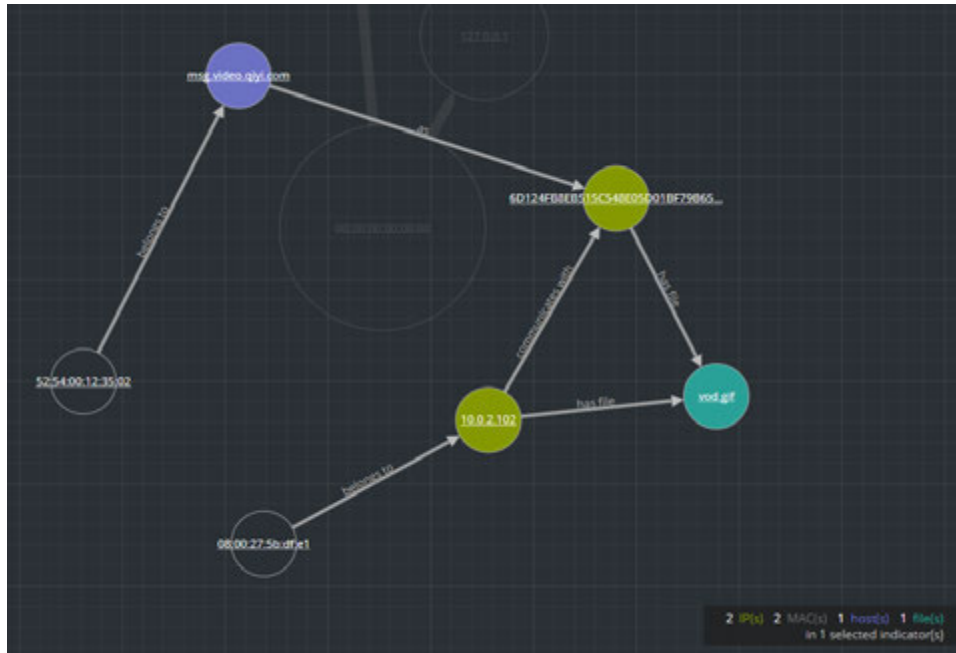 msg.video.qiyi.com
is
6D124FB8EB515C548E05D01BF79B65...
belongs to
communicates with
has file
52:54:00:12:35:02
vod.gif
has file
10.0.2.102
belongs to
08:00:27:5b:df:e1
2 IP(s) 2 MAC(s) 1 host(s) 1 file(s)
in 1 selected indicator(s)